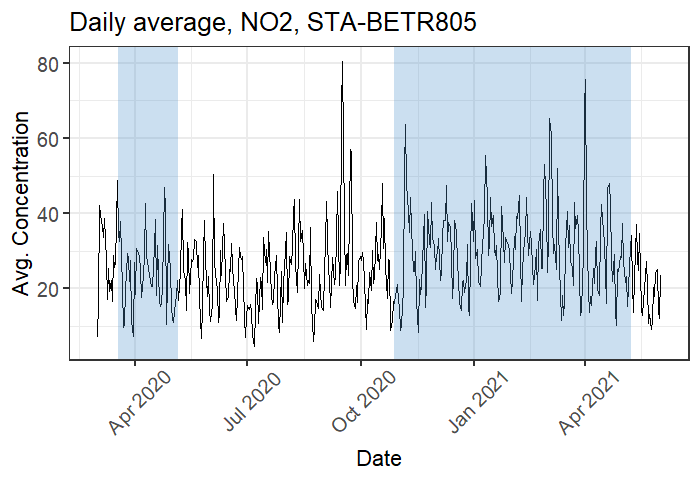 Daily average, NO2, STA-BETR805
Avg. Concentration
80
60
40
20
Apr 2020
Jul 2020
Oct 2020
Jan 2021
Apr 2021
Date